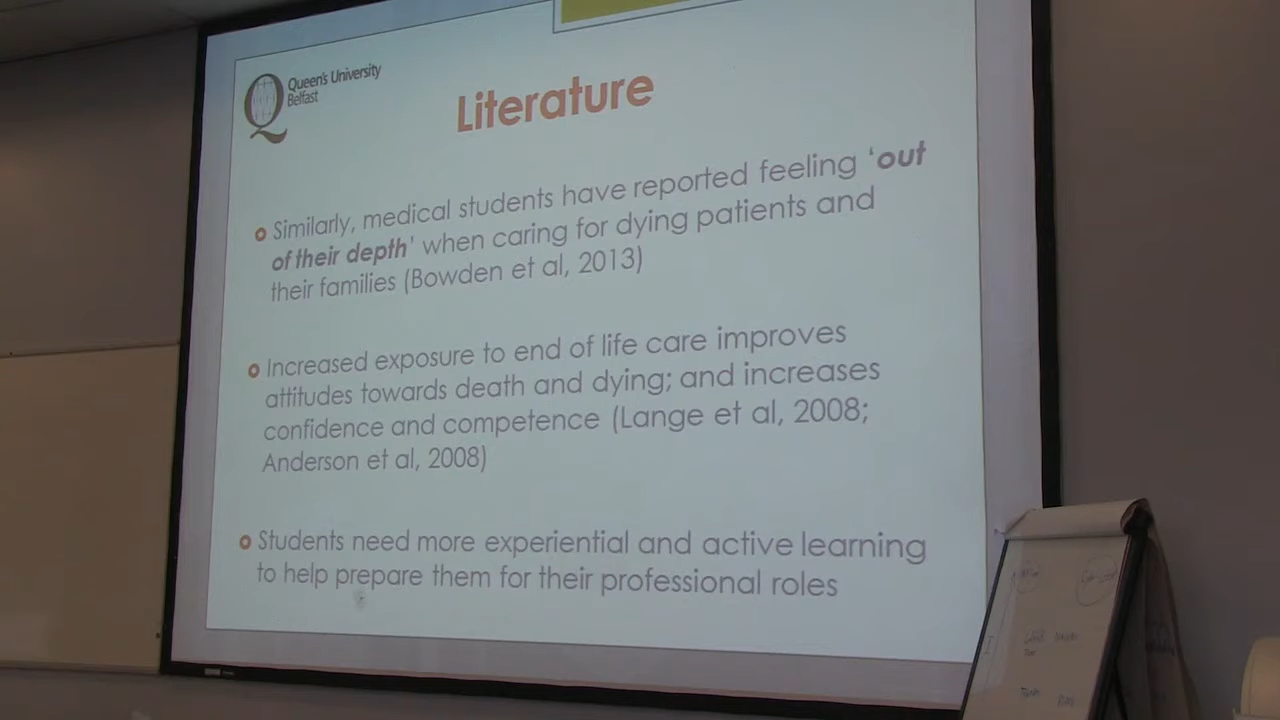 Queen's University
Belfast
Literature
Similarly, medical students have reported feeling 'out
of their depth' when caring for dying patients and
their families (Bowden et al, 2013)
Increased exposure to end of life care improves
attitudes towards death and dying; and increases
confidence and competence (Lange et al, 2008;
Anderson et al, 2008)
Students need more experiential and active learning
to help prepare them for their professional roles